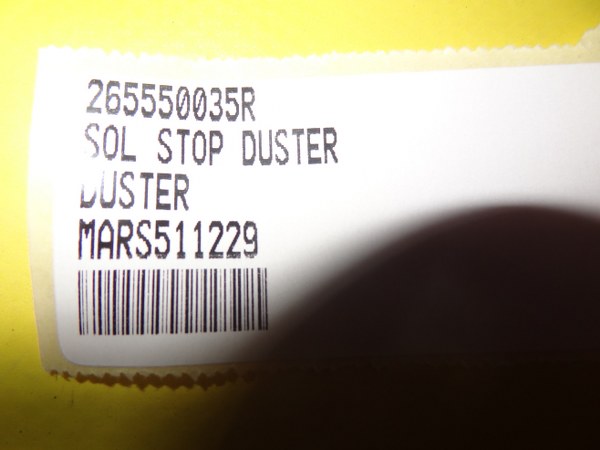 265550035R
SOL STOP DUSTER
DUSTER
MARS511229